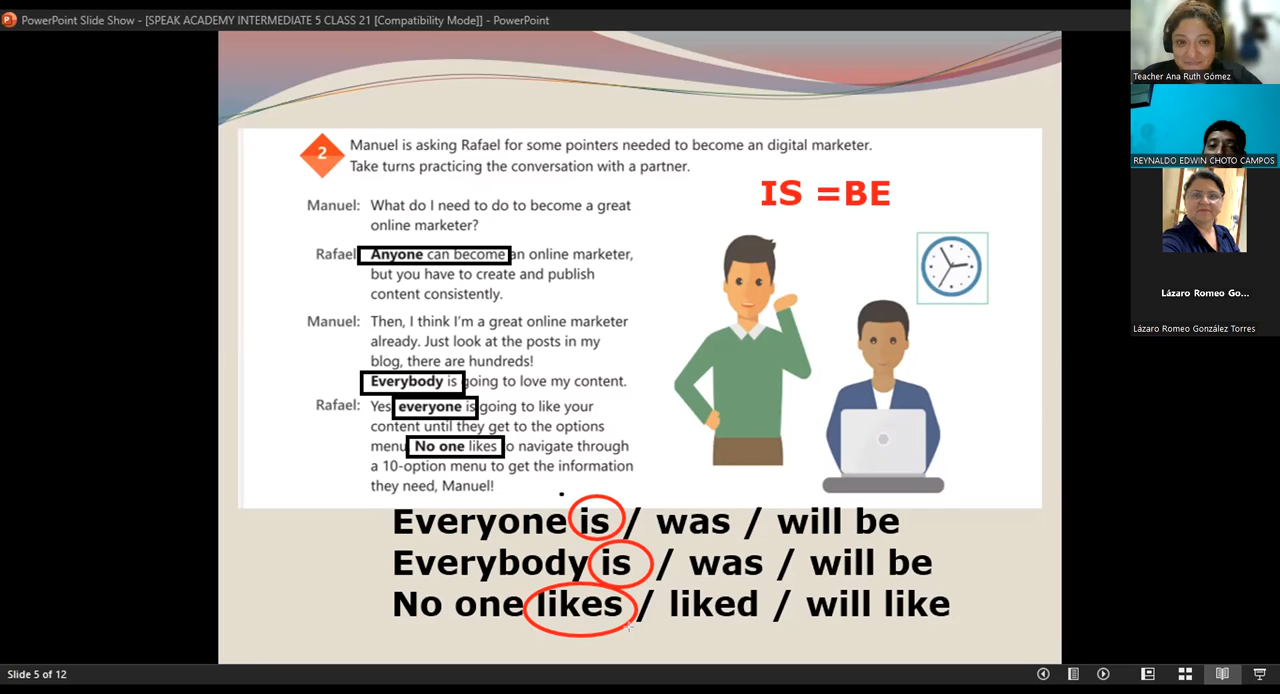 PowerPoint Slide Show - [SPEAK ACADEMY INTERMEDIATE 5 CLASS 21 [Compatibility Mode]] - PowerPoint
Teacher Ana Ruth Gómez
REYNALDO EDWIN CHOTO CAMPOS
Lázaro Romeo Go...
Lázaro Romeo González Torres
2
Manuel is asking Rafael for some pointers needed to become an digital marketer.
Take turns practicing the conversation with a partner.
IS =BE
Manuel: What do I need to do to become a great
online marketer?
Rafael Anyone can become an online marketer,
but you have to create and publish
content consistently.
Manuel: Then, I think I'm a great online marketer
already. Just look at the posts in my
blog, there are hundreds!
Everybody is going to love my content.
Rafael: Yes everyone is going to like your
content until they get to the options
menu No one likes to navigate through
a 10-option menu to get the information
they need, Manuel!
Everyone is / was / will be
Everybody is / was / will be
No one likes / liked / will like
Slide 5 of 12